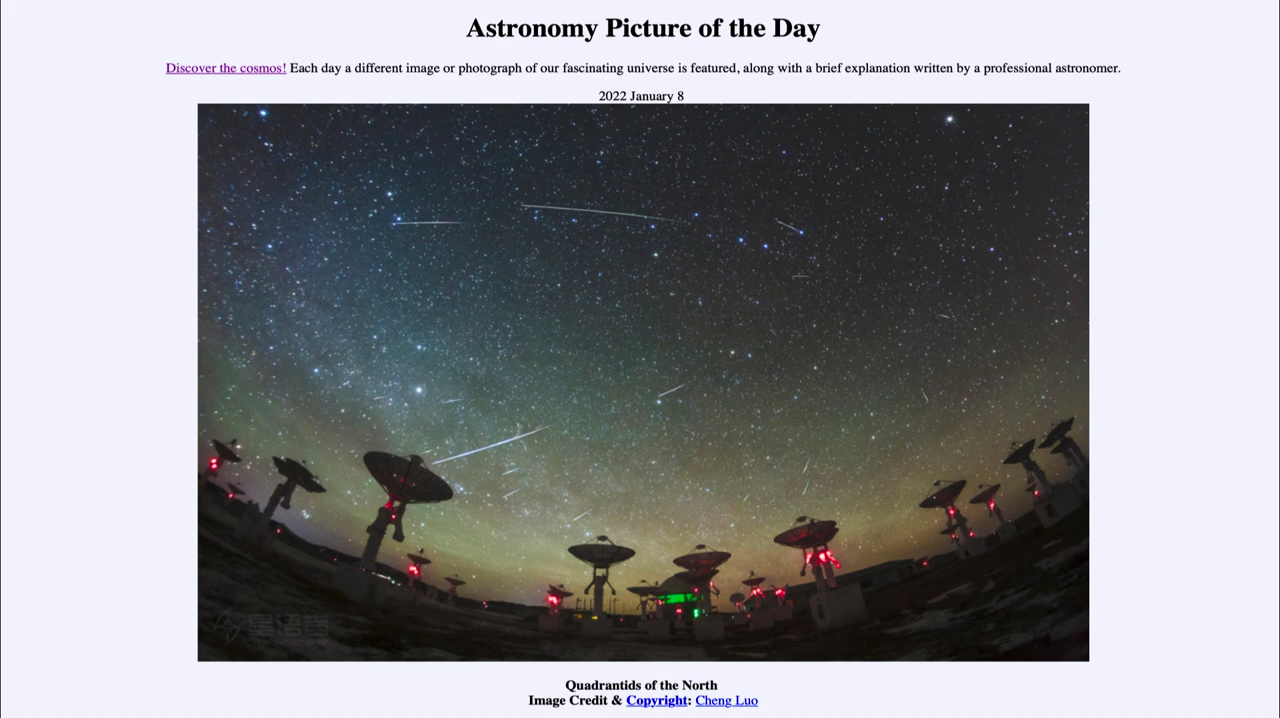 Astronomy Picture of the Day
Discover the cosmos! Each day a different image or photograph of our fascinating universe is featured, along with a brief explanation written by a professional astronomer.
2022 January 8
Quadrantids of the North
Image Credit & Copyright: Cheng Luo